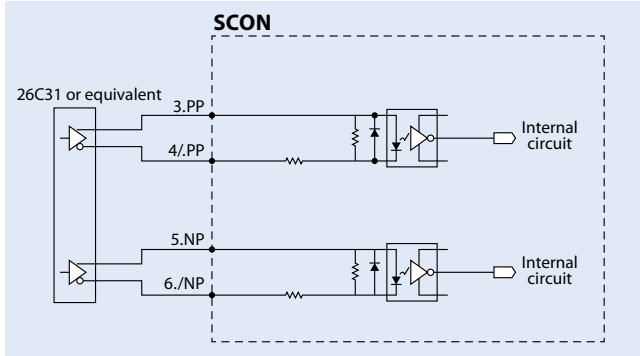 SCON
26C31 or equivalent
3.PP
4/.PP
Internal
circuit
5.NP
6./NP
Internal
circuit